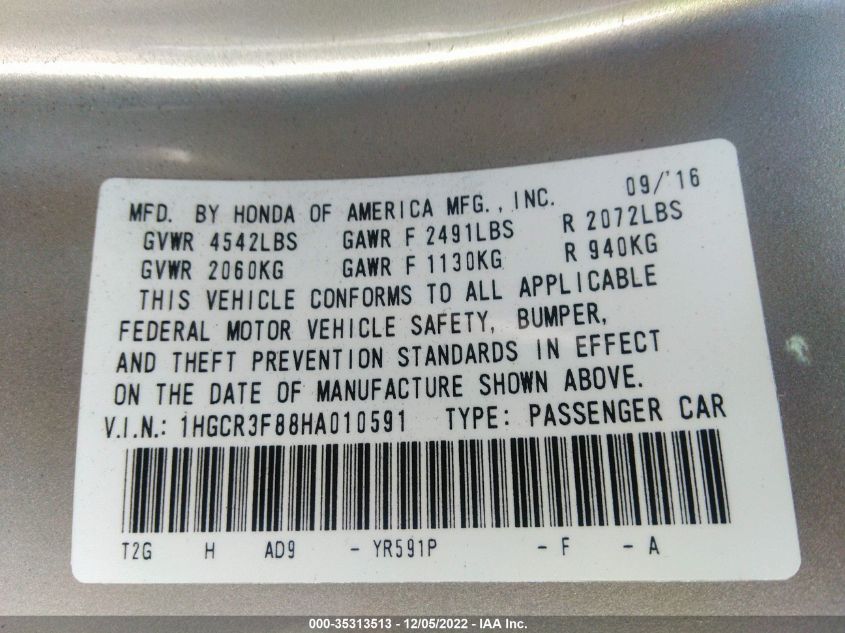 MFD. BY HONDA OF AMERICA MFG., INC. 09/'16
GVWR 4542LBS GAWR F 2491LBS R 2072LBS
GVWR 2060KG GAWR F 1130KG R 940KG
THIS VEHICLE CONFORMS TO ALL APPLICABLE
FEDERAL MOTOR VEHICLE SAFETY, BUMPER,
AND THEFT PREVENTION STANDARDS IN EFFECT
ON THE DATE OF MANUFACTURE SHOWN ABOVE.
V.I.N.: 1HGCR3F88HA010591 TYPE: PASSENGER CAR
T2G H AD9 - YR591P - F - A
000-35313513 - 12/05/2022 - IAA Inc.